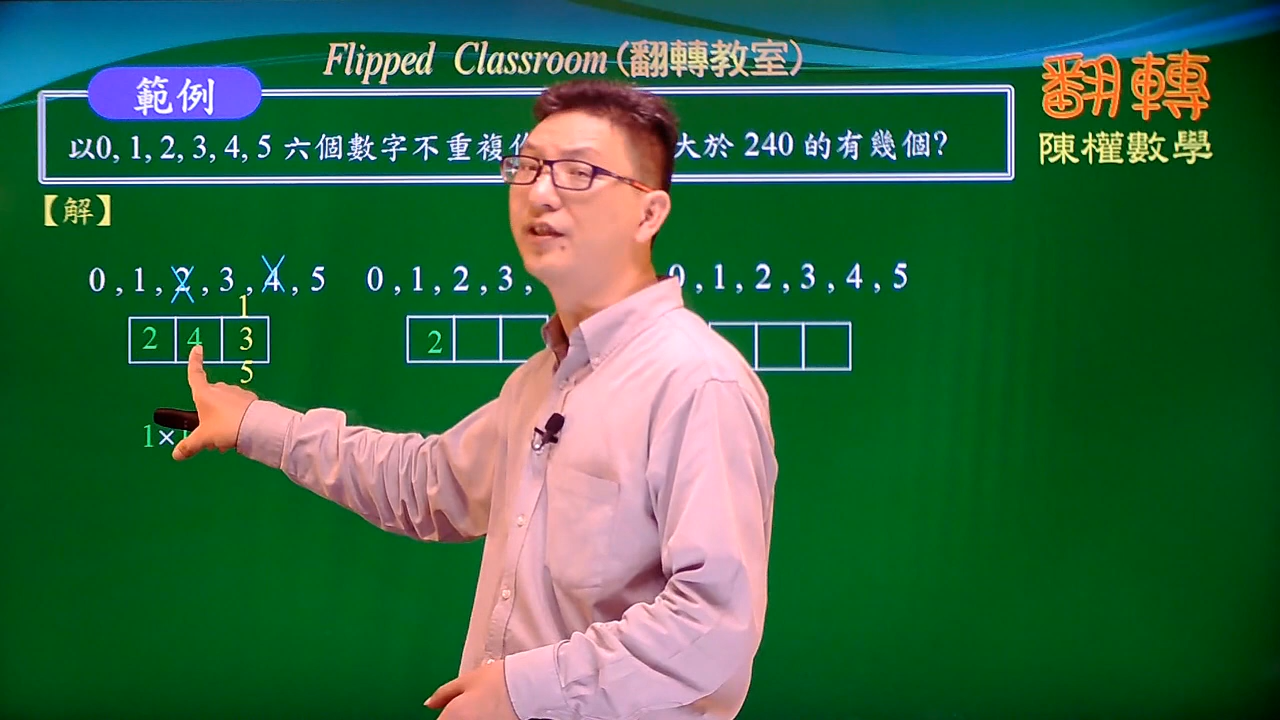 Flipped Classroom (翻轉教室)
翻轉
陳權數學
範例
以0, 1, 2, 3, 4, 5 六個數字不重複 大於 240 的有幾個?
【解】
0 , 1 , 2 , 3 , 4 , 5
0 , 1 , 2 , 3 ,
0 , 1 , 2 , 3 , 4 , 5
1
2 4 3
5
2
1×